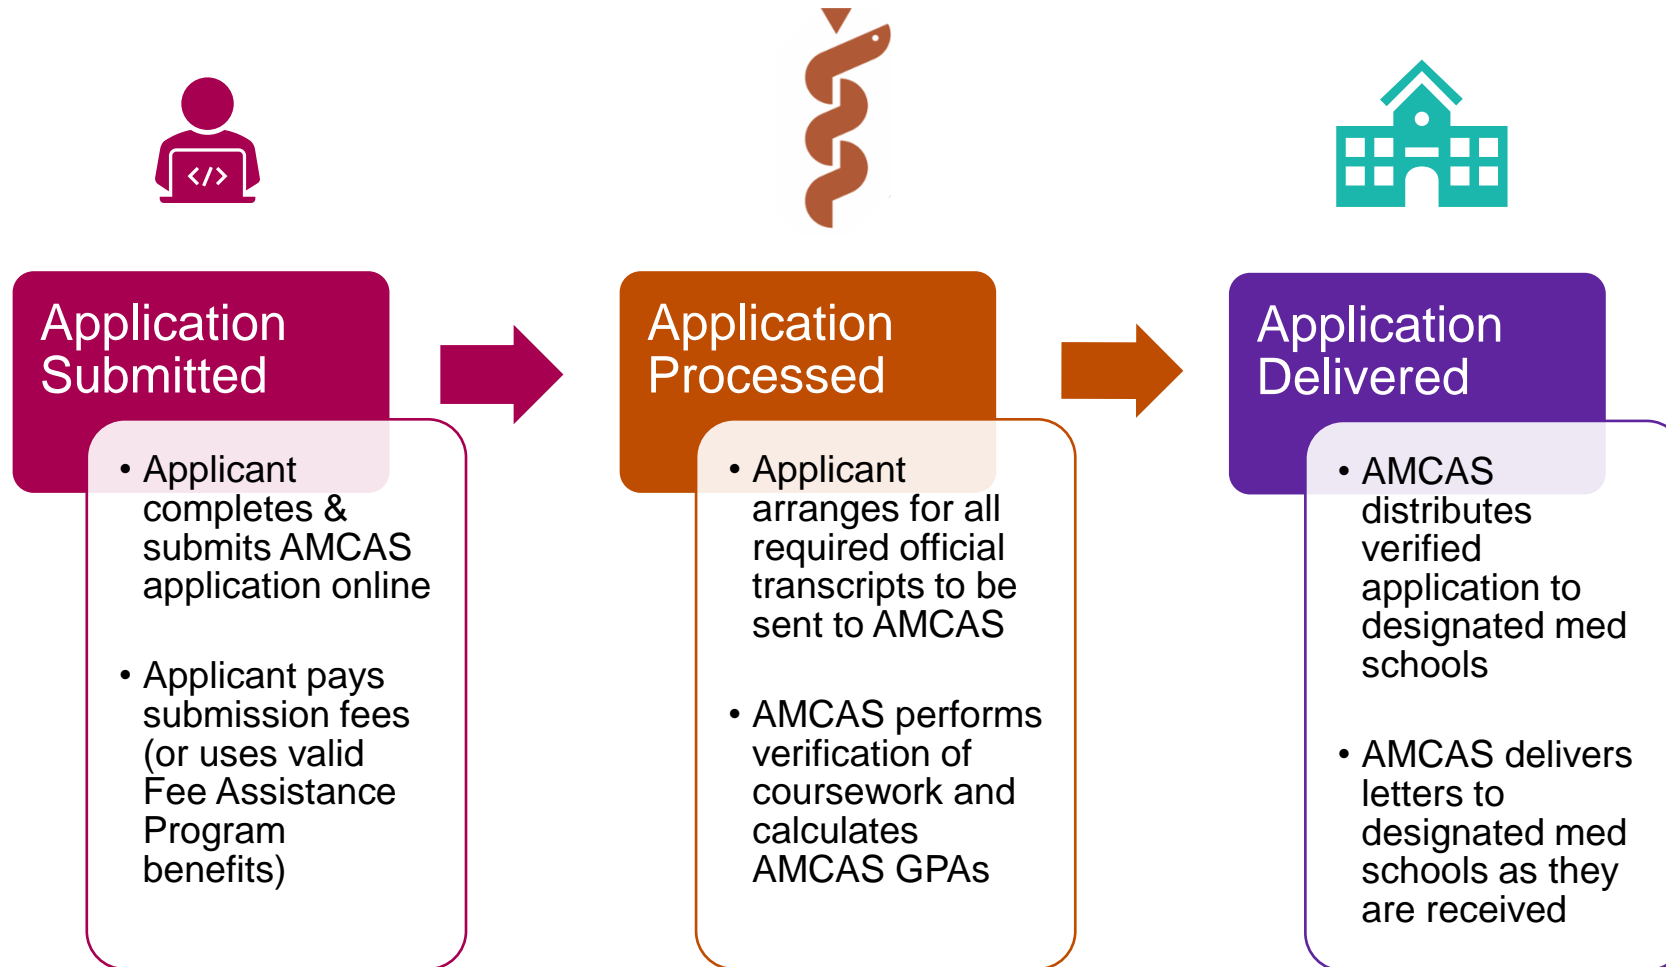 </>
Application
Submitted
• Applicant
completes &
submits AMCAS
application online
• Applicant pays
submission fees
(or uses valid
Fee Assistance
Program
benefits)
Application
Processed
• Applicant
arranges for all
required official
transcripts to be
sent to AMCAS
• AMCAS performs
verification of
coursework and
calculates
AMCAS GPAs
Application
Delivered
• AMCAS
distributes
verified
application to
designated med
schools
• AMCAS delivers
letters to
designated med
schools as they
are received